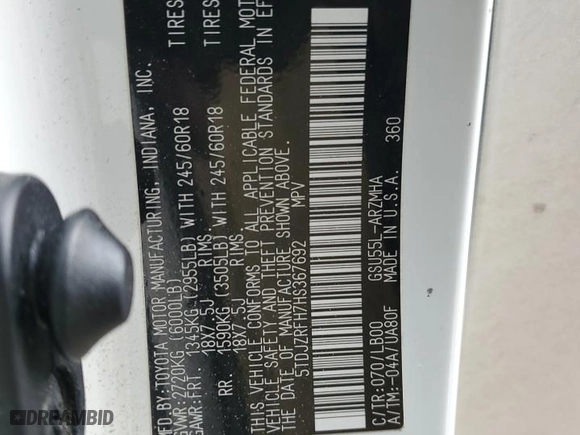 MFD.BY:TOYOTA MOTOR MANUFACTURING, INDIANA, INC.
GVWR:2720KG(6000LB)
GAWR:FRT. 1345KG(2955LB) WITH 245/60R18 TIRES
18X7.5J RIMS
RR. 1590KG(3505LB) WITH 245/60R18 TIRES
18X7.5J RIMS
THIS VEHICLE CONFORMS TO ALL APPLICABLE FEDERAL MOT
VEHICLE SAFETY AND THEFT PREVENTION STANDARDS IN EF
DATE OF MANUFACTURE SHOWN ABOVE.
5TDJZRFH7HS367692 MPV
C/TR:070/LB00 GSU55L-ARZMHA
A/TM:-04A/UA80F MADE IN U.S.A. 360
AUTOBIDMASTER